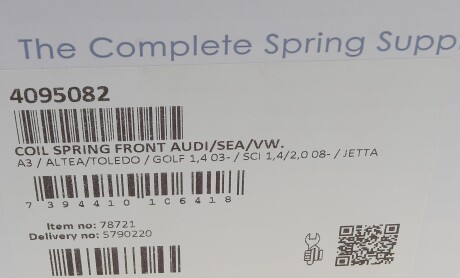 The Complete Spring Supp
4095082
COIL SPRING FRONT AUDI/SEA/VW.
A3 / ALTEA/TOLEDO / GOLF 1,4 03- / SCI 1,4/2,0 08- / JETTA
7 394410 106418
Item no: 78721
Delivery no: 5790220